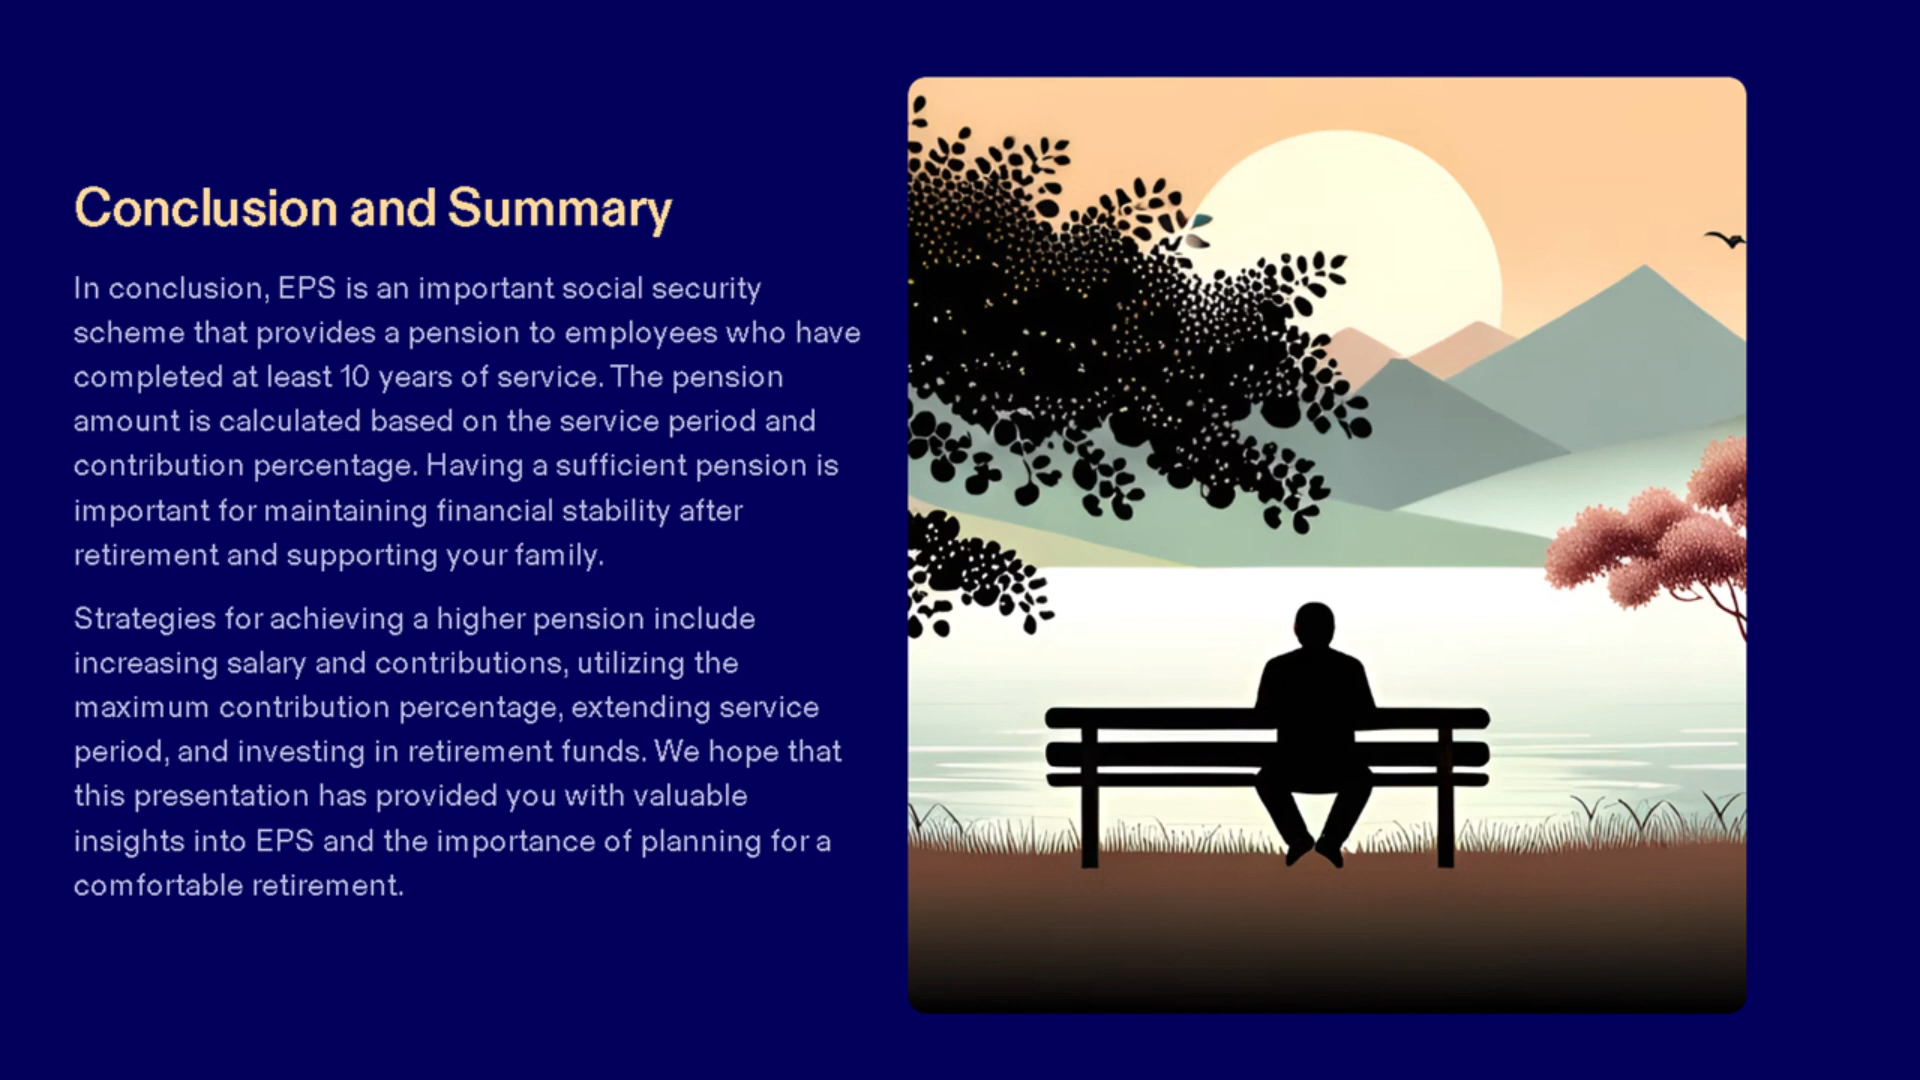 Conclusion and Summary
In conclusion, EPS is an important social security
scheme that provides a pension to employees who have
completed at least 10 years of service. The pension
amount is calculated based on the service period and
contribution percentage. Having a sufficient pension is
important for maintaining financial stability after
retirement and supporting your family.
Strategies for achieving a higher pension include
increasing salary and contributions, utilizing the
maximum contribution percentage, extending service
period, and investing in retirement funds. We hope that
this presentation has provided you with valuable
insights into EPS and the importance of planning for a
comfortable retirement.